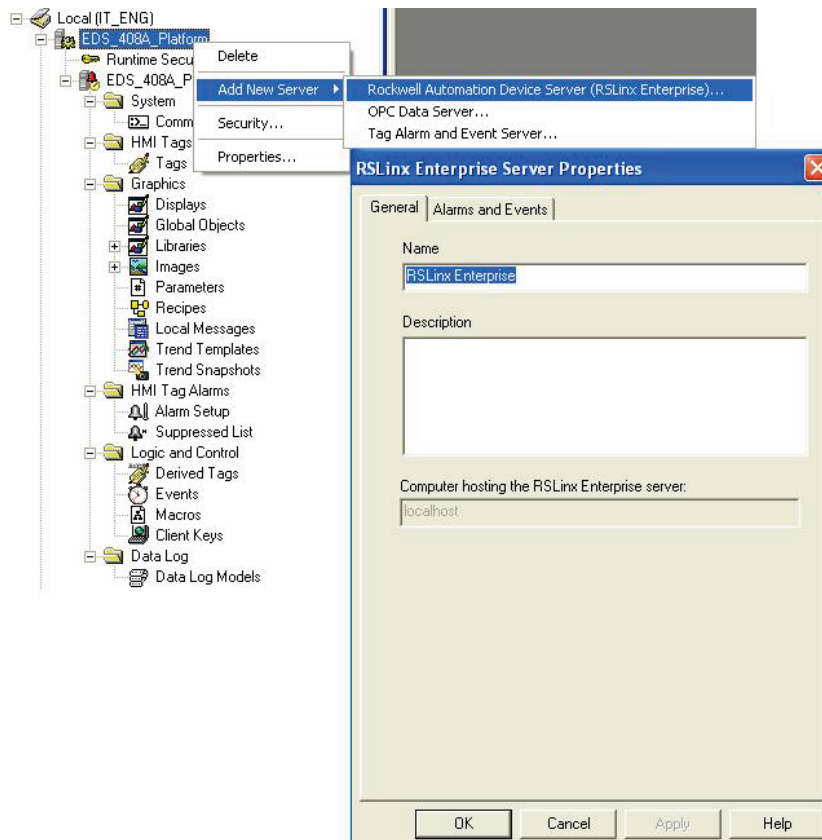 Local (IT_ENG)
EDS_408A_Platform
Runtime Secu
EDS_408A_P
System
Comm
HMI Tags
Tags
Graphics
Displays
Global Objects
Libraries
Images
Parameters
Recipes
Local Messages
Trend Templates
Trend Snapshots
HMI Tag Alarms
Alarm Setup
Suppressed List
Logic and Control
Derived Tags
Events
Macros
Client Keys
Data Log
Data Log Models
Delete
Add New Server
Security...
Properties...
Rockwell Automation Device Server (RSLinx Enterprise)...
OPC Data Server...
Tag Alarm and Event Server...
RSLinx Enterprise Server Properties
General Alarms and Events
Name
RSLinx Enterprise
Description
Computer hosting the RSLinx Enterprise server:
localhost
OK Cancel Apply Help